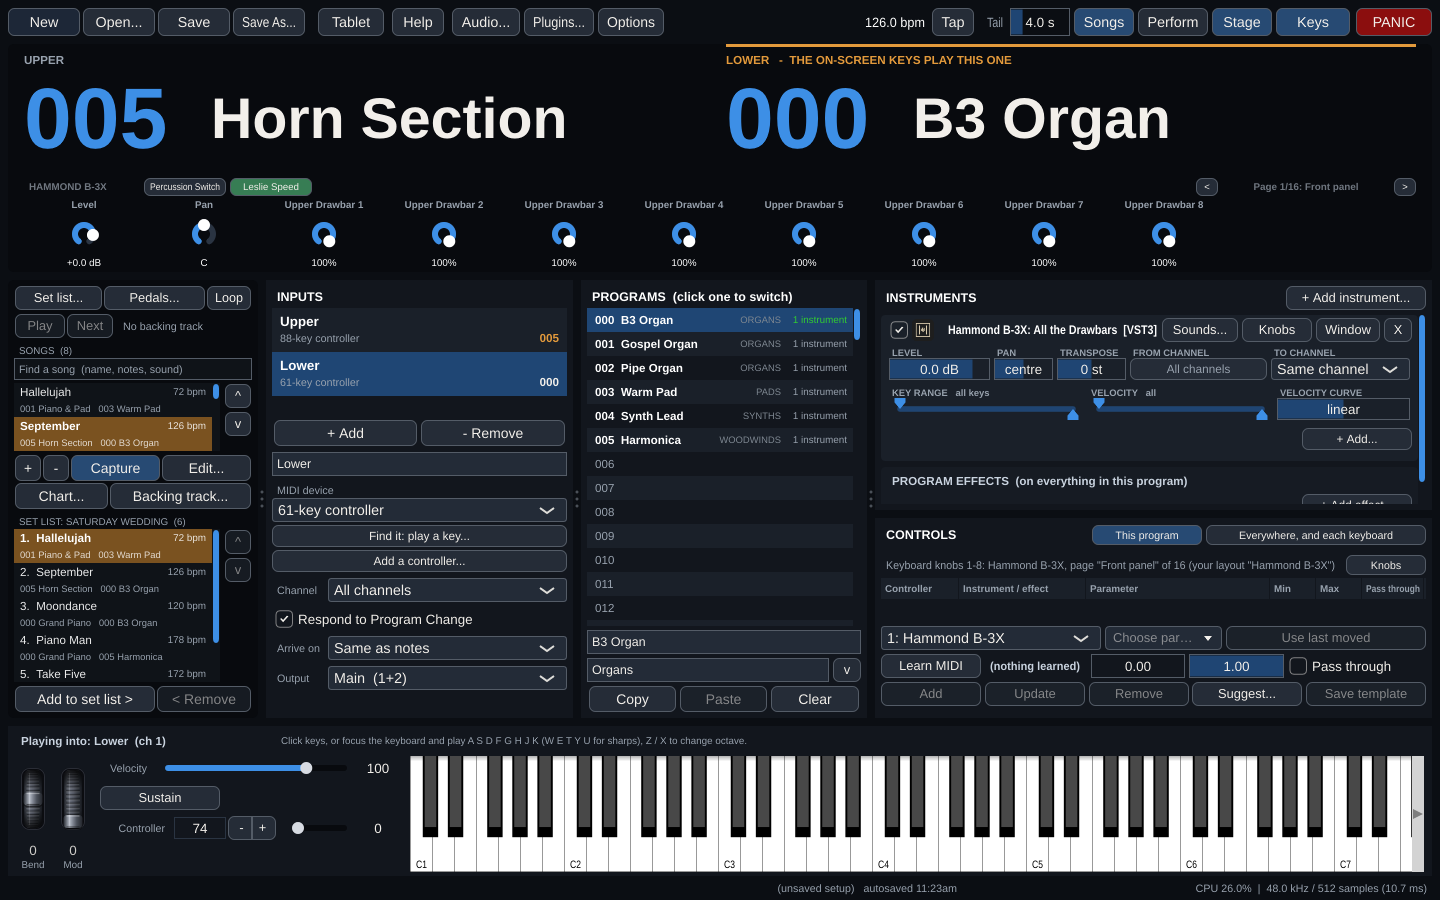 New Open... Save Save As... Tablet Help Audio... Plugins... Options 126.0 bpm Tap Tail 4.0 s Songs Perform Stage Keys PANIC
UPPER
005 Horn Section
LOWER - THE ON-SCREEN KEYS PLAY THIS ONE
000 B3 Organ
HAMMOND B-3X Percussion Switch Leslie Speed < Page 1/16: Front panel >
Level Pan Upper Drawbar 1 Upper Drawbar 2 Upper Drawbar 3 Upper Drawbar 4 Upper Drawbar 5 Upper Drawbar 6 Upper Drawbar 7 Upper Drawbar 8
+0.0 dB C 100% 100% 100% 100% 100% 100% 100% 100%
Set list... Pedals... Loop
Play Next No backing track
SONGS (8)
Find a song (name, notes, sound)
Hallelujah 72 bpm ^
001 Piano & Pad 003 Warm Pad
September 126 bpm v
005 Horn Section 000 B3 Organ
+ - Capture Edit...
Chart... Backing track...
SET LIST: SATURDAY WEDDING (6)
1. Hallelujah 72 bpm ^
001 Piano & Pad 003 Warm Pad
2. September 126 bpm v
005 Horn Section 000 B3 Organ
3. Moondance 120 bpm
000 Grand Piano 000 B3 Organ
4. Piano Man 178 bpm
000 Grand Piano 005 Harmonica
5. Take Five 172 bpm
Add to set list > < Remove
INPUTS
Upper
88-key controller 005
Lower
61-key controller 000
+ Add - Remove
Lower
MIDI device
61-key controller
Find it: play a key...
Add a controller...
Channel All channels
Respond to Program Change
Arrive on Same as notes
Output Main (1+2)
PROGRAMS (click one to switch)
000 B3 Organ ORGANS 1 instrument
001 Gospel Organ ORGANS 1 instrument
002 Pipe Organ ORGANS 1 instrument
003 Warm Pad PADS 1 instrument
004 Synth Lead SYNTHS 1 instrument
005 Harmonica WOODWINDS 1 instrument
006
007
008
009
010
011
012
B3 Organ
Organs v
Copy Paste Clear
INSTRUMENTS + Add instrument...
Hammond B-3X: All the Drawbars [VST3] Sounds... Knobs Window X
LEVEL PAN TRANSPOSE FROM CHANNEL TO CHANNEL
0.0 dB centre 0 st All channels Same channel
KEY RANGE all keys VELOCITY all VELOCITY CURVE
linear
+ Add...
PROGRAM EFFECTS (on everything in this program)
+ Add effect...
CONTROLS This program Everywhere, and each keyboard
Keyboard knobs 1-8: Hammond B-3X, page "Front panel" of 16 (your layout "Hammond B-3X") Knobs
Controller Instrument / effect Parameter Min Max Pass through
1: Hammond B-3X Choose par... Use last moved
Learn MIDI (nothing learned) 0.00 1.00 Pass through
Add Update Remove Suggest... Save template
Playing into: Lower (ch 1) Click keys, or focus the keyboard and play A S D F G H J K (W E T Y U for sharps), Z / X to change octave.
Velocity 100
Sustain
Controller 74 - + 0
0 0
Bend Mod
C1 C2 C3 C4 C5 C6 C7
(unsaved setup) autosaved 11:23am CPU 26.0% | 48.0 kHz / 512 samples (10.7 ms)